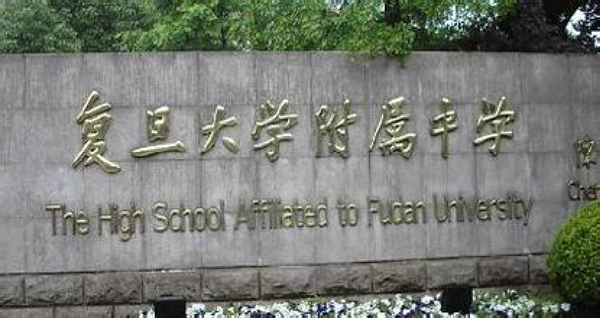 复旦大学附属中学
The High School Affiliated to Fudan University